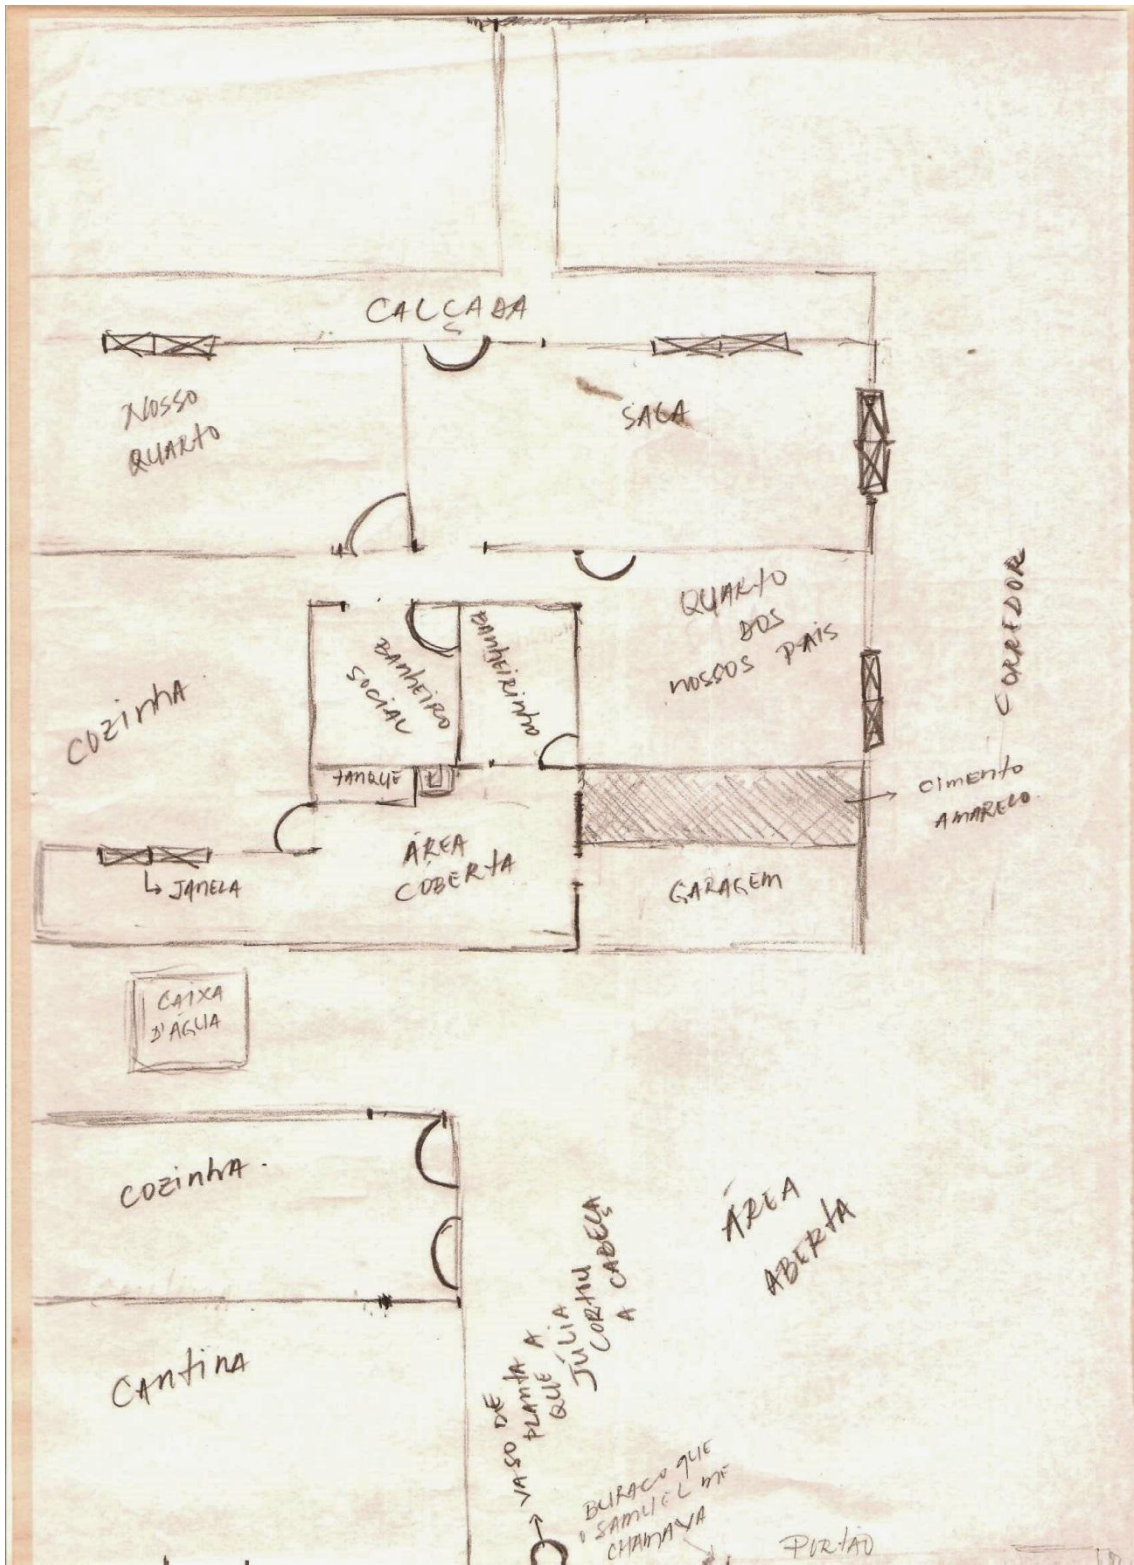 CALÇADA
NOSSO
QUARTO
SALA
QUARTO
DOS
NOSSOS PAIS
CORREDOR
COZINHA
BANHEIRO
SOCIAL
BANHEIRINHO
TANQUE
CIMENTO
AMARELO.
ÁREA
COBERTA
GARAGEM
JANELA
CAIXA
D'ÁGUA
COZINHA.
ÁREA
ABERTA
CANTINA
VASO DE
PLANTA
QUE A
JÚLIA
CORTOU
A CABEÇA
BURACO QUE
O SAMUEL ME
CHAMAVA
PORTÃO